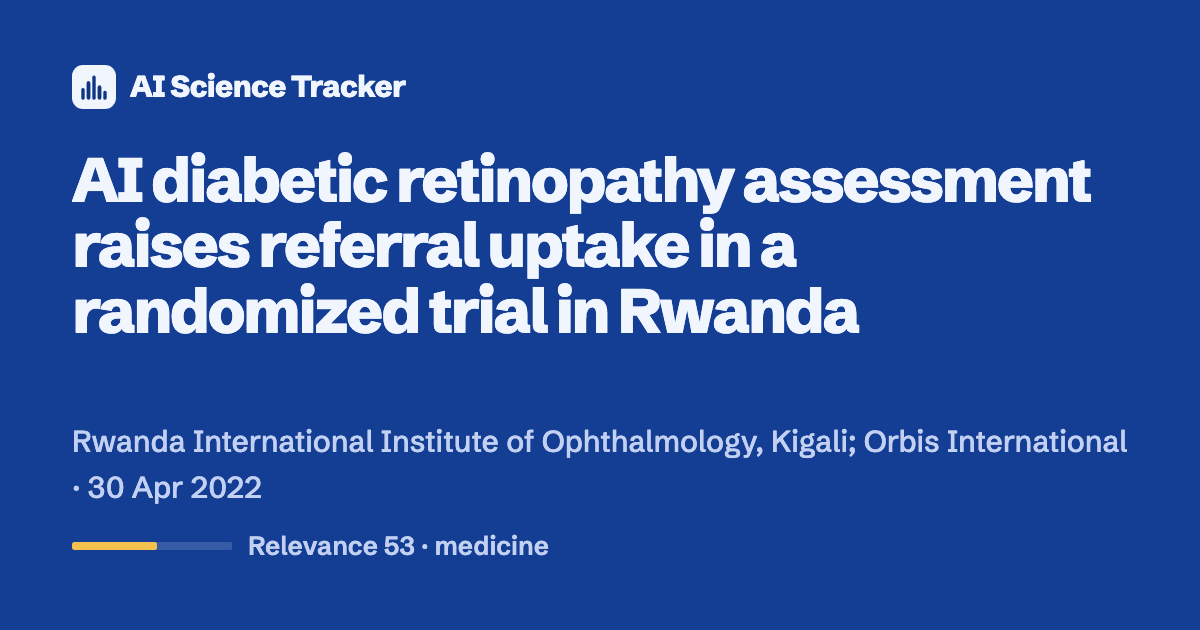 AI Science Tracker
AI diabetic retinopathy assessment
raises referral uptake in a
randomized trial in Rwanda
Rwanda International Institute of Ophthalmology, Kigali; Orbis International
· 30 Apr 2022
Relevance 53 · medicine